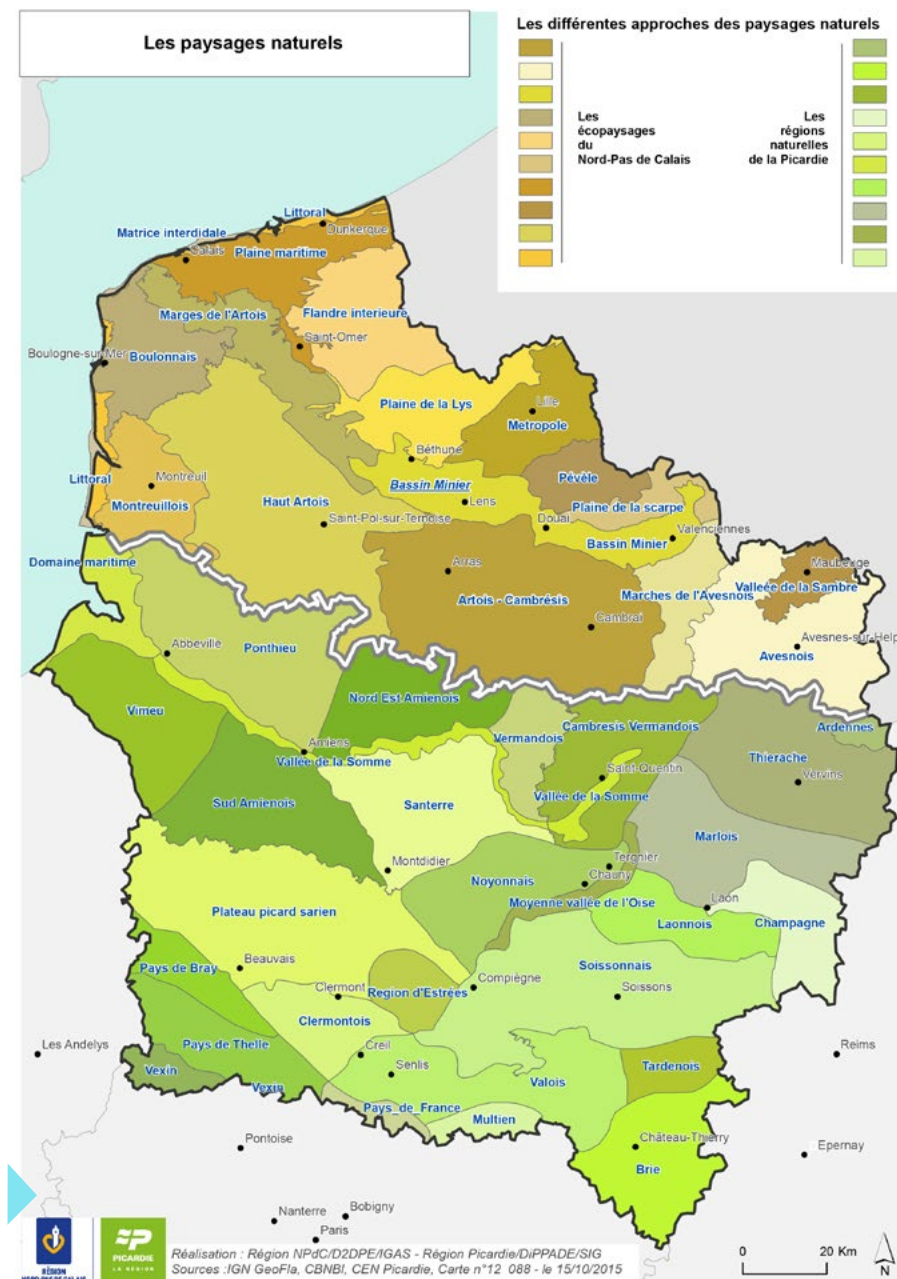 Les paysages naturels
Les différentes approches des paysages naturels
Les
écopaysages
du
Nord-Pas de Calais
Les
régions
naturelles
de la Picardie
Littoral
Dunkerque
Matrice interdidale
Calais
Plaine maritime
Flandre interieure
Marges de l'Artois
Saint-Omer
Boulogne-sur-Mer
Boulonnais
Plaine de la Lys
Lille
Metropole
Béthune
Bassin Minier
Pévèle
Littoral
Montreuil
Montreuillois
Haut Artois
Lens
Plaine de la scarpe
Saint-Pol-sur-Ternoise
Douai
Valenciennes
Bassin Minier
Domaine maritime
Arras
Maubeuge
Valleée de la Sambre
Marches de l'Avesnois
Artois - Cambrésis
Cambrai
Abbeville
Ponthieu
Avesnes-sur-Help
Avesnois
Nord Est Amienois
Vimeu
Ardennes
Cambresis Vermandois
Vermandois
Amiens
Vallée de la Somme
Thierache
Saint-Quentin
Vervins
Sud Amienois
Santerre
Vallée de la Somme
Marlois
Montdidier
Tergnier
Noyonnais
Chauny
Moyenne vallée de l'Oise
Laon
Plateau picard sarien
Laonnois
Champagne
Beauvais
Pays de Bray
Soissonnais
Clermont
Region d'Estrées
Compiègne
Soissons
Clermontois
Les Andelys
Pays de Thelle
Creil
Reims
Senlis
Tardenois
Vexin
Vexin
Valois
Pays_de_France
Multien
Pontoise
Château-Thierry
Epernay
Brie
Nanterre
Bobigny
Paris
RÉGION
NORD-PAS DE CALAIS
PICARDIE
LA RÉGION
Réalisation : Région NPdC/D2DPE/IGAS - Région Picardie/DiPPADE/SIG
Sources :IGN GeoFla, CBNBl, CEN Picardie, Carte n°12_088 - le 15/10/2015
0 20 Km
N